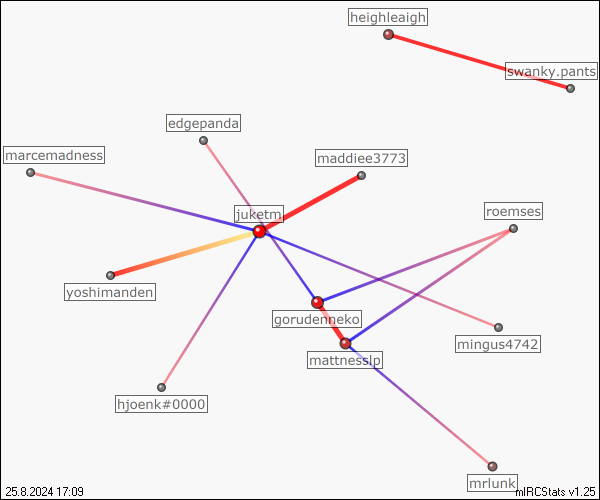 heighleaigh
swanky.pants
edgepanda
marcemadness
maddiee3773
juketm
roemses
yoshimanden
gorudenneko
mingus4742
mattnesslp
hjoenk#0000
mrlunk
25.8.2024 17:09
mIRCStats v1.25